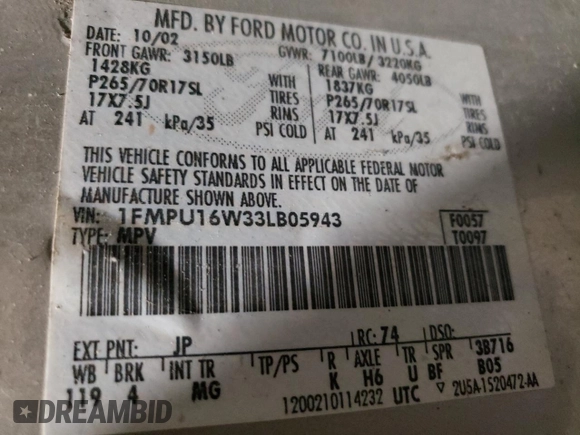 MFD. BY FORD MOTOR CO. IN U.S.A.
DATE: 10/02 GVWR: 7100LB/ 3220KG
FRONT GAWR: 3150LB REAR GAWR: 4050LB
1428KG WITH 1837KG WITH
P265/70R17SL TIRES P265/70R17SL TIRES
17X7.5J RIMS 17X7.5J RIMS
AT 241 kPa/35 PSI COLD AT 241 kPa/35 PSI COLD
THIS VEHICLE CONFORMS TO ALL APPLICABLE FEDERAL MOTOR
VEHICLE SAFETY STANDARDS IN EFFECT ON THE DATE OF
MANUFACTURE SHOWN ABOVE.
VIN: 1FMPU16W33LB05943 F0057
TYPE: MPV T0097
EXT PNT: JP RC: 74 DSO:
WB BRK INT TR TP/PS R AXLE TR SPR 3B716
119 4 MG K H6 U BF B05
1200210114232 UTC ▽ 2U5A-1520472-AA
DREAMBID